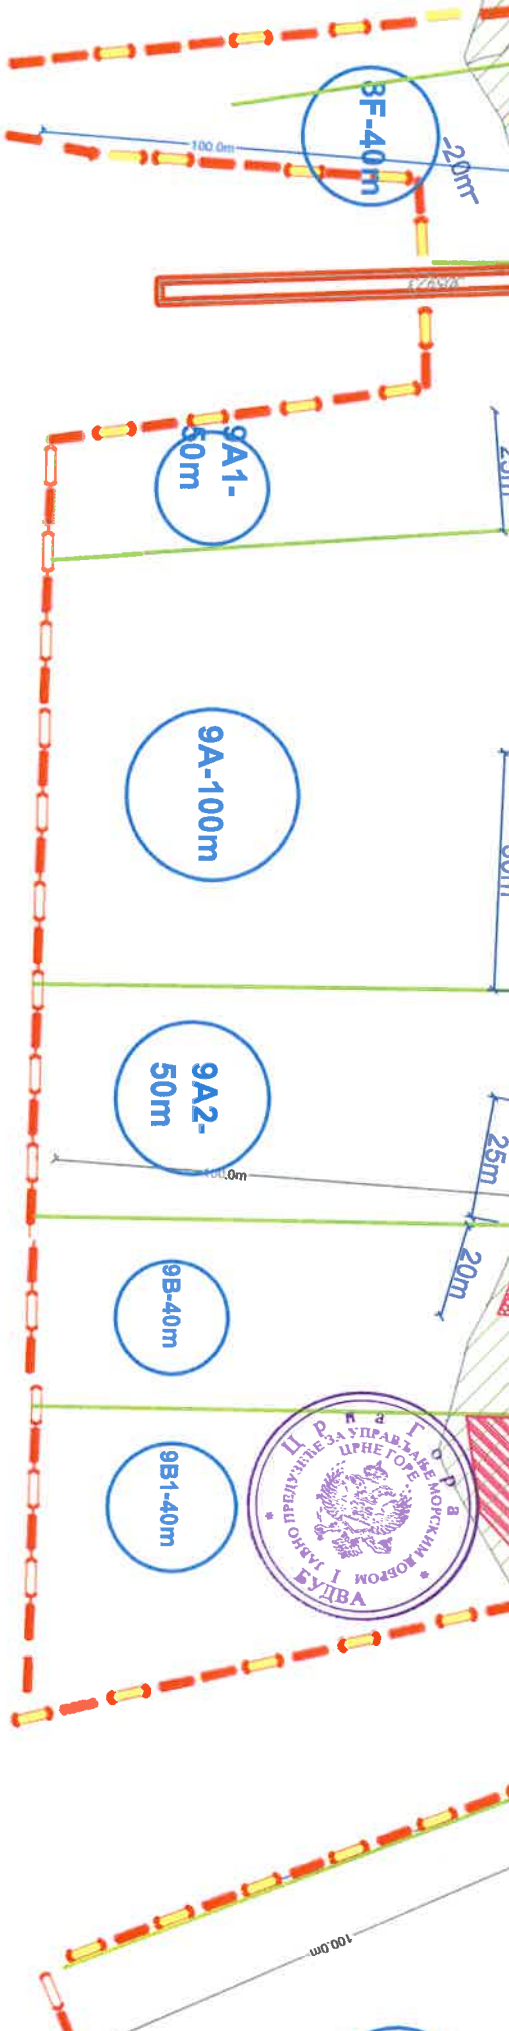 8F-40m
-20m
100.0m
9A1-
50m
9A-100m
9A2-
50m
25m
100.0m
20m
9B-40m
9B1-40m
Црна Гора
ЈАВНО ПРЕДУЗЕЋЕ ЗА УПРАВЉАЊЕ МОРСКИМ ДОБРОМ
ЦРНЕ ГОРЕ
I
БУДВА
100.0m